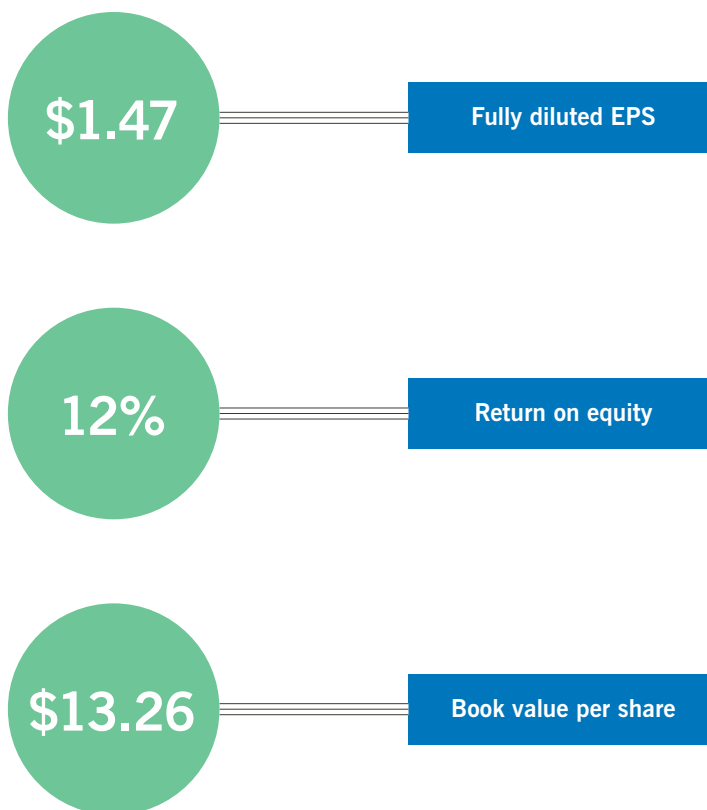 $1.47
Fully diluted EPS
12%
Return on equity
$13.26
Book value per share